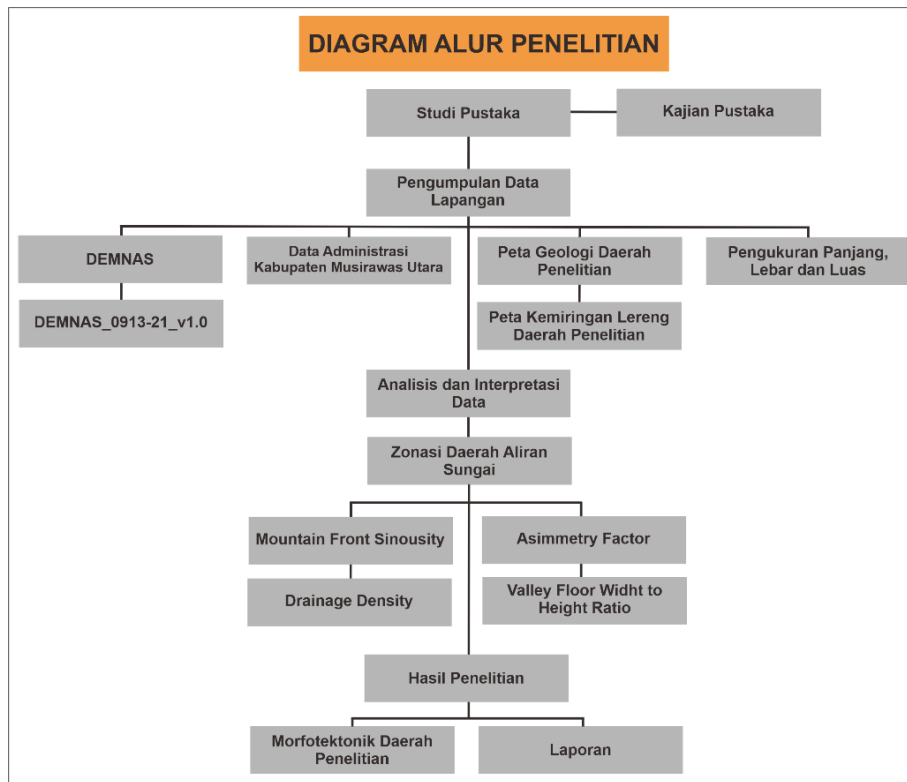 DIAGRAM ALUR PENELITIAN
Studi Pustaka
Kajian Pustaka
Pengumpulan Data
Lapangan
DEMNAS
Data Administrasi
Kabupaten Musirawas Utara
Peta Geologi Daerah
Penelitian
Pengukuran Panjang,
Lebar dan Luas
DEMNAS_0913-21_v1.0
Peta Kemiringan Lereng
Daerah Penelitian
Analisis dan Interpretasi
Data
Zonasi Daerah Aliran
Sungai
Mountain Front Sinousity
Asimmetry Factor
Drainage Density
Valley Floor Widht to
Height Ratio
Hasil Penelitian
Morfotektonik Daerah
Penelitian
Laporan